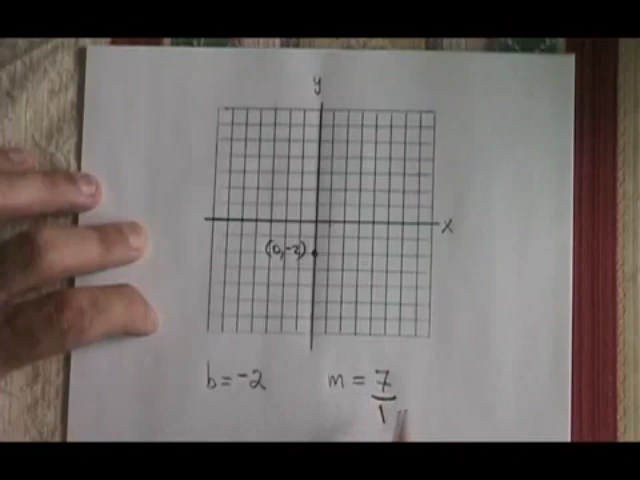 y
x
(0,-2)
b = -2
m = 7/1